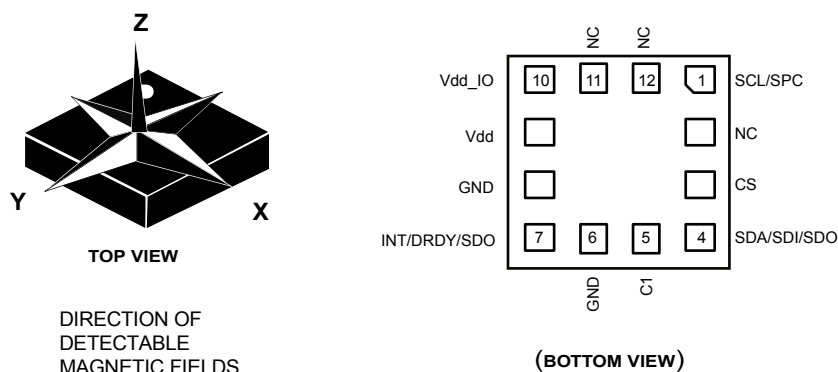 Z
Y
X
TOP VIEW
DIRECTION OF
DETECTABLE
MAGNETIC FIELDS
NC NC
Vdd_IO 10 11 12 1 SCL/SPC
Vdd NC
GND CS
INT/DRDY/SDO 7 6 5 4 SDA/SDI/SDO
GND C1
(BOTTOM VIEW)